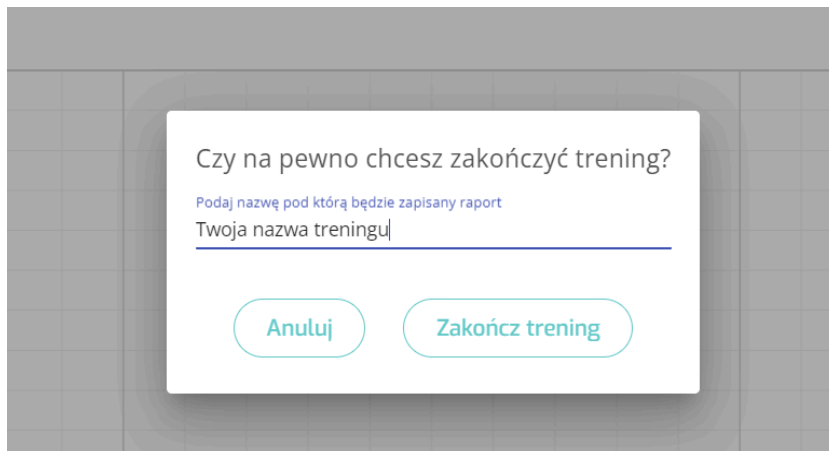 Czy na pewno chcesz zakończyć trening?
Podaj nazwę pod którą będzie zapisany raport
Twoja nazwa treningu
Anuluj
Zakończ trening